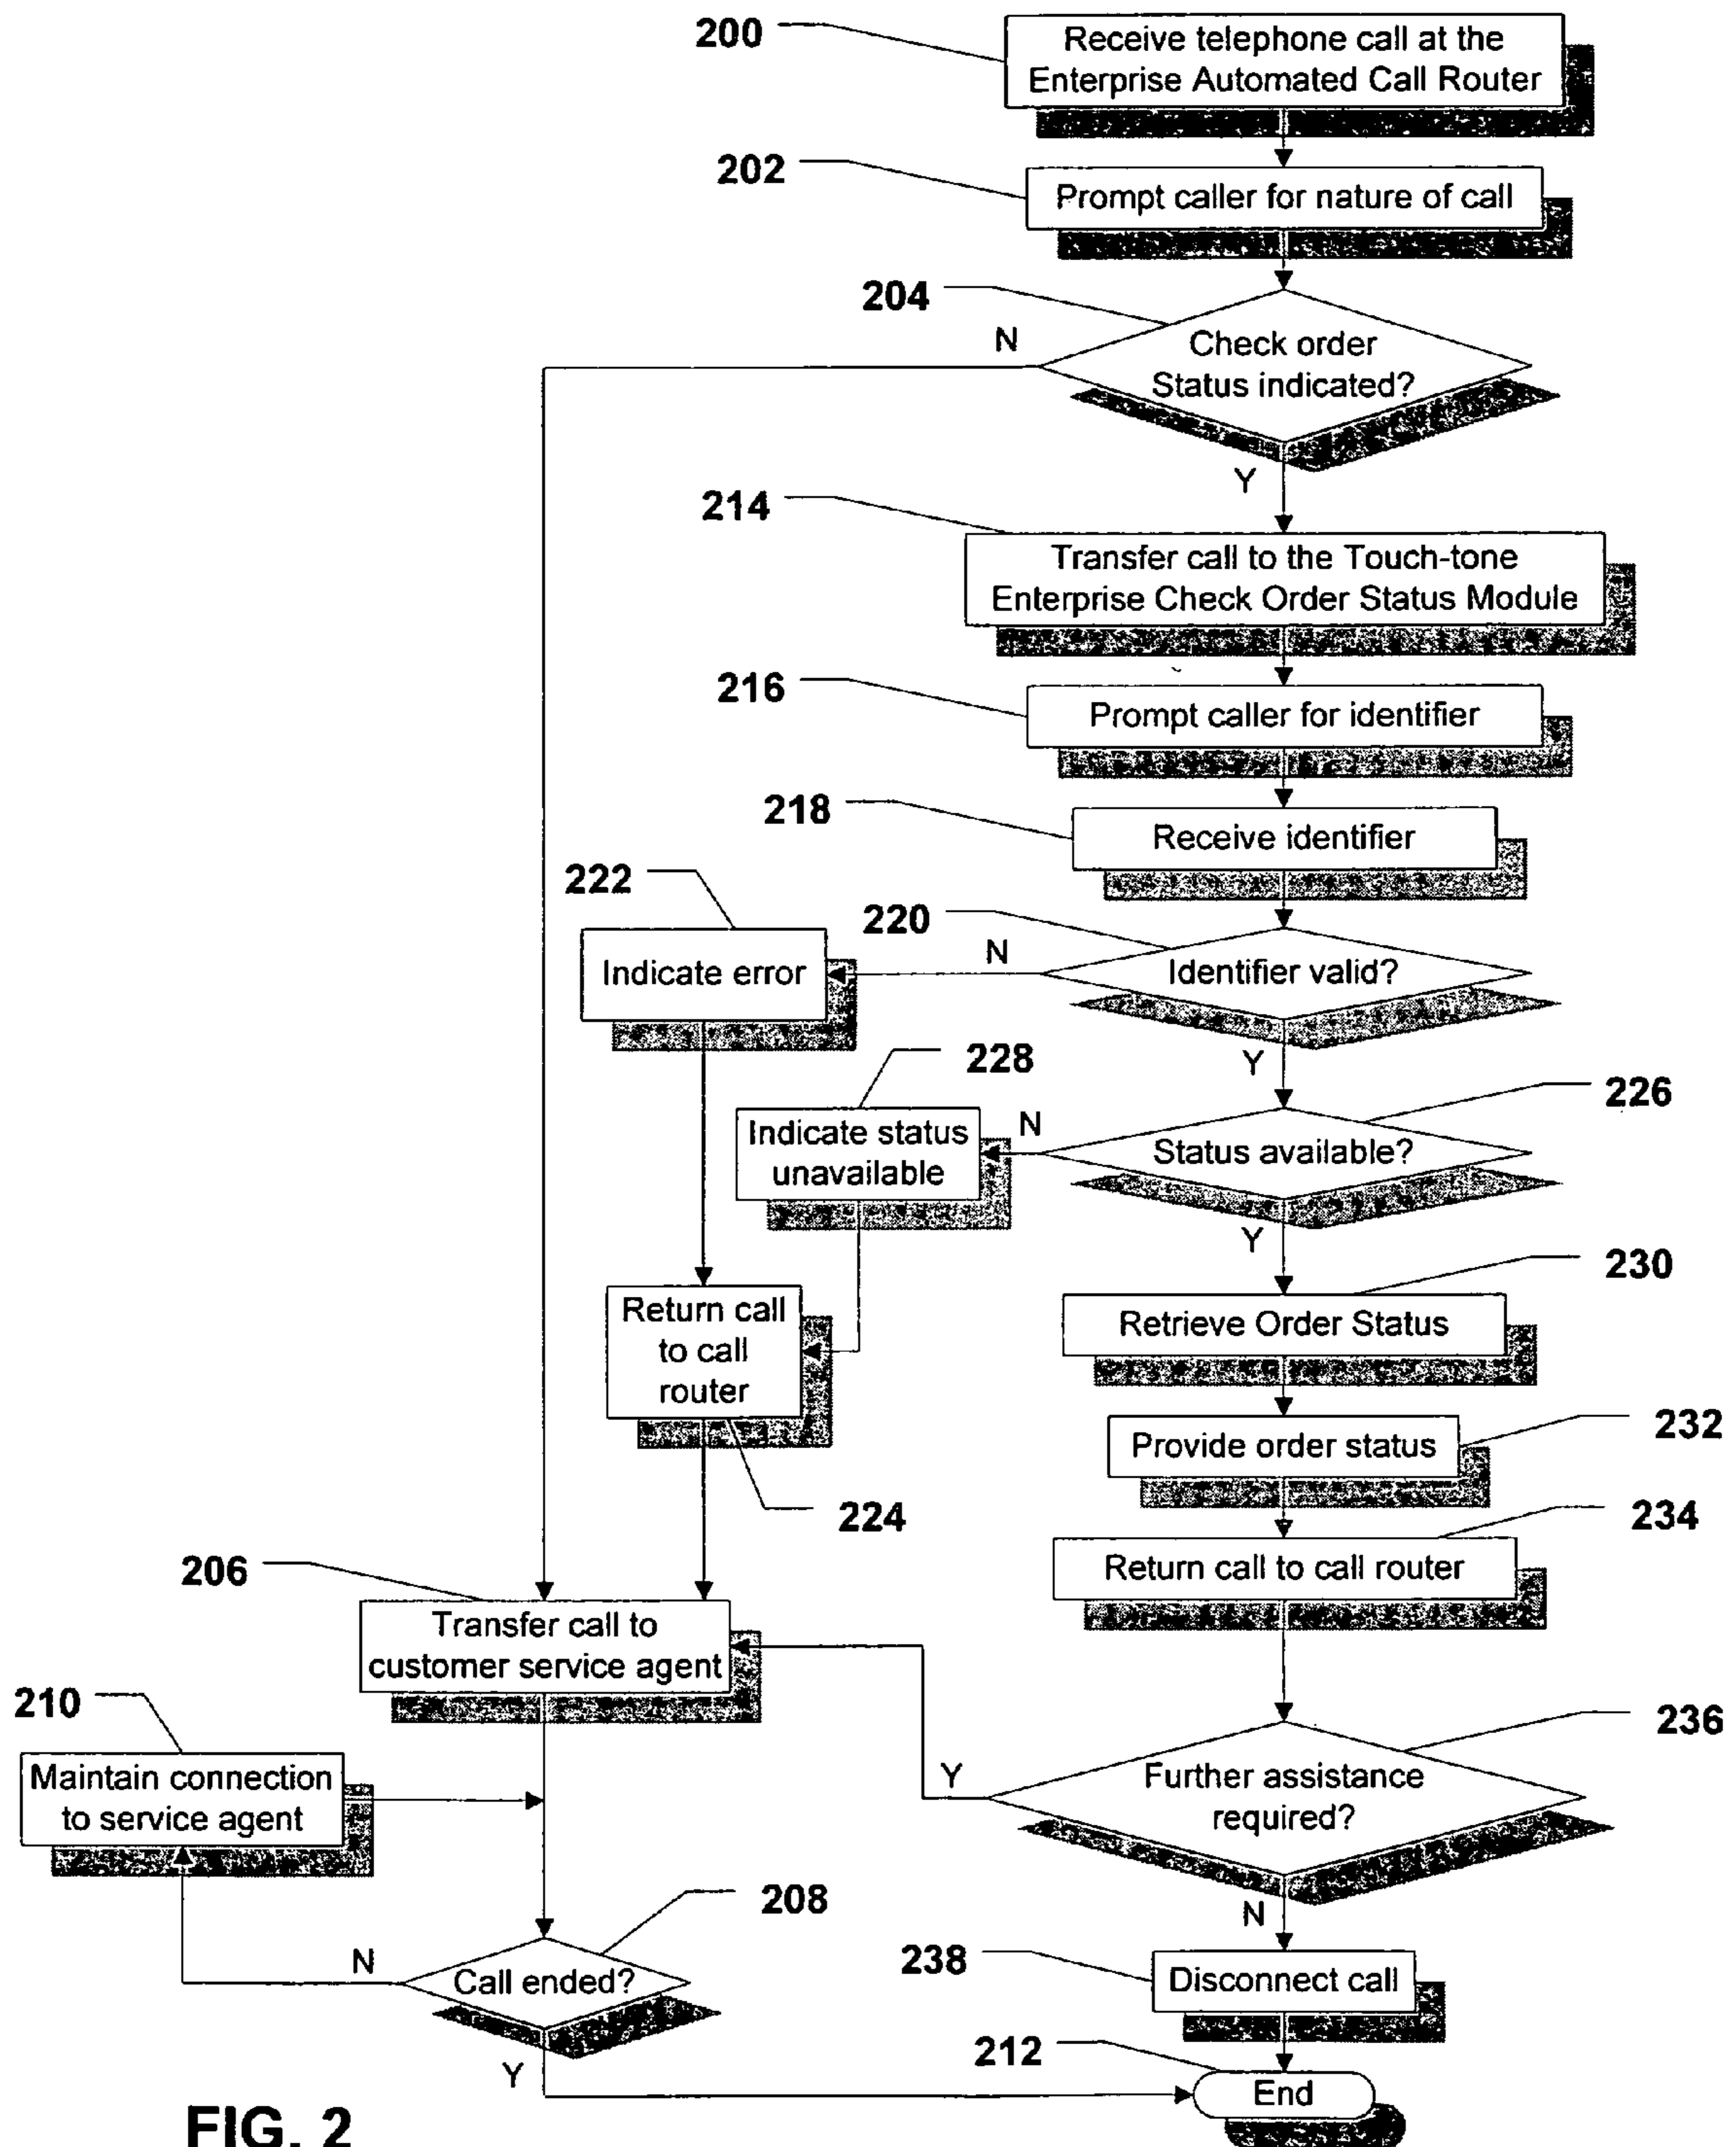 200
Receive telephone call at the
Enterprise Automated Call Router
202
Prompt caller for nature of call
204
N
Check order
Status indicated?
Y
214
Transfer call to the Touch-tone
Enterprise Check Order Status Module
216
Prompt caller for identifier
218
Receive identifier
222
220
Indicate error
N
Identifier valid?
Y
228
226
Indicate status
unavailable
N
Status available?
Y
230
Return call
to call
router
Retrieve Order Status
232
Provide order status
224
234
Return call to call router
206
Transfer call to
customer service agent
210
236
Maintain connection
to service agent
Y
Further assistance
required?
208
N
N
Call ended?
238
Disconnect call
212
Y
End
FIG. 2